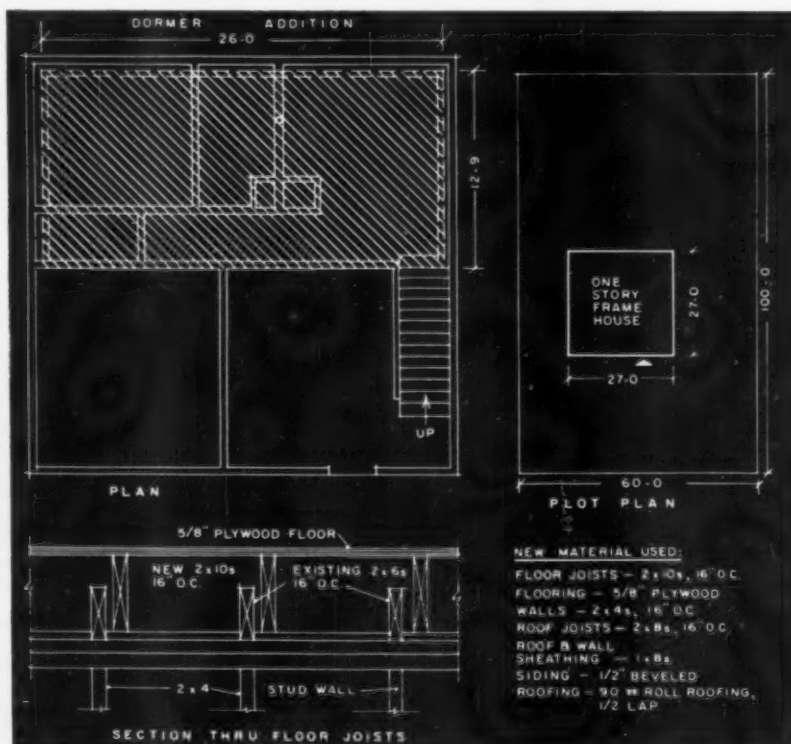 DORMER ADDITION
26-0
12-9
UP
PLAN
ONE
STORY
FRAME
HOUSE
27-0
27-0
100-0
60-0
PLOT PLAN
5/8" PLYWOOD FLOOR
NEW 2x10s
16" O.C.
EXISTING 2x6s
16" O.C.
2x4 STUD WALL
SECTION THRU FLOOR JOISTS
NEW MATERIAL USED:
FLOOR JOISTS – 2x10s, 16" O.C.
FLOORING – 5/8" PLYWOOD
WALLS – 2x4s, 16" O.C.
ROOF JOISTS – 2x8s, 16" O.C.
ROOF & WALL
SHEATHING – 1x8s
SIDING – 1/2" BEVELED
ROOFING – 90 # ROLL ROOFING,
1/2 LAP